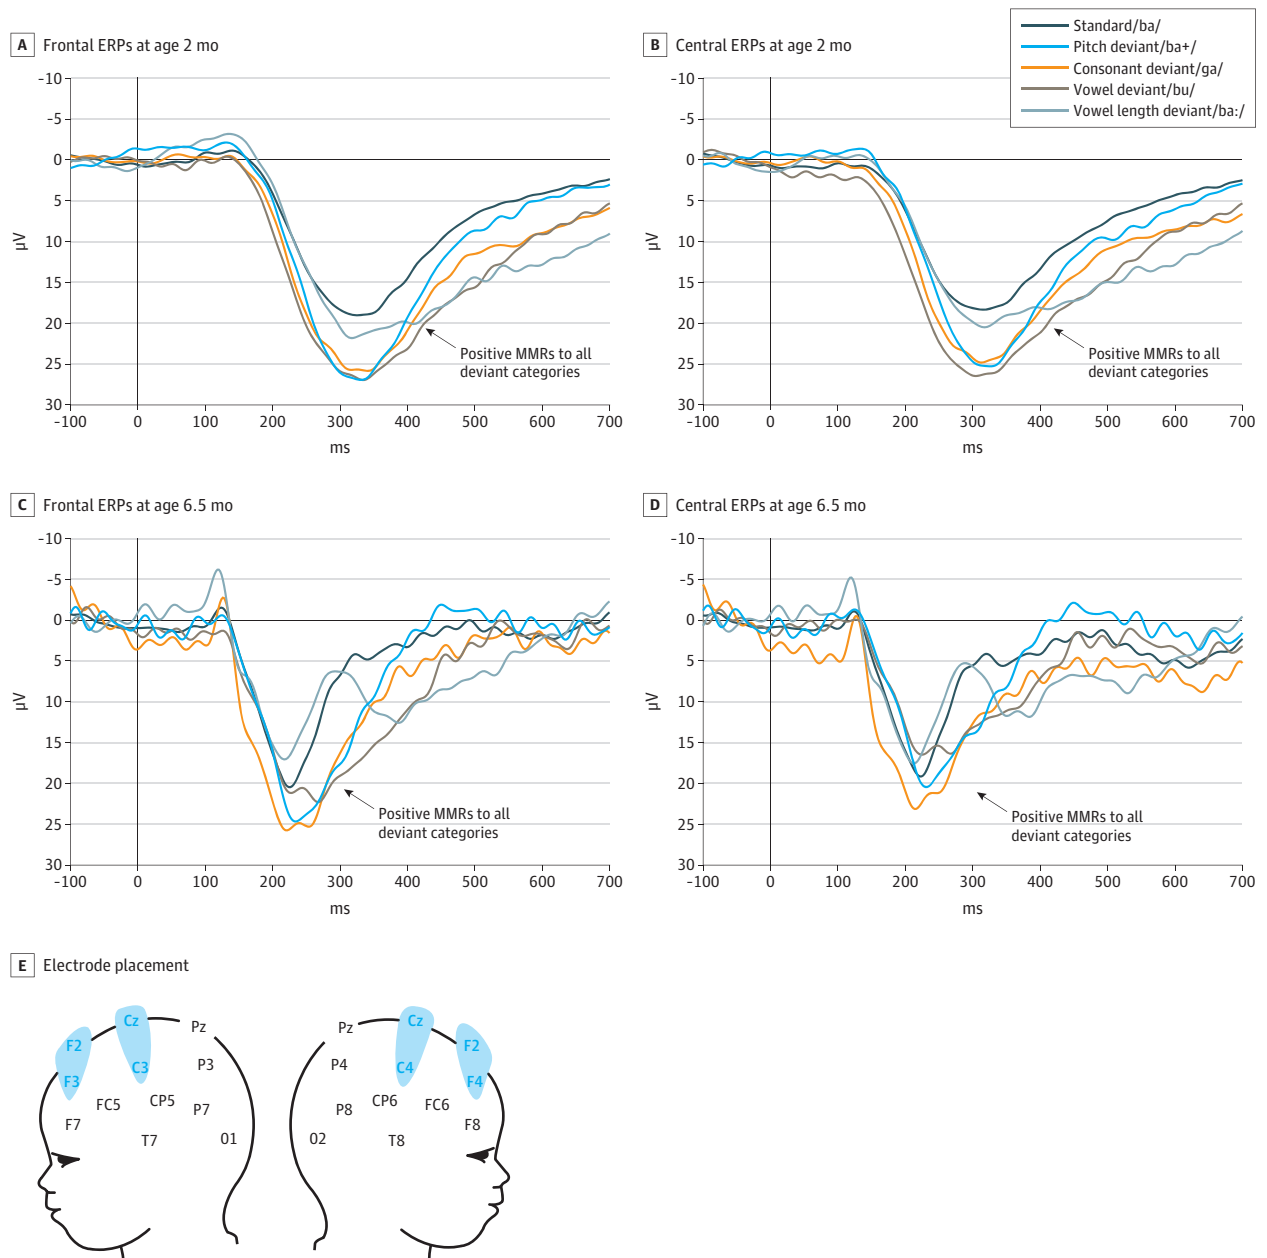 Standard/ba/
Pitch deviant/ba+/
Consonant deviant/ga/
Vowel deviant/bu/
Vowel length deviant/ba:/
A Frontal ERPs at age 2 mo
-10
-5
0
5
10
15
20
25
30
µV
-100 0 100 200 300 400 500 600 700
ms
Positive MMRs to all
deviant categories
B Central ERPs at age 2 mo
-10
-5
0
5
10
15
20
25
30
µV
-100 0 100 200 300 400 500 600 700
ms
Positive MMRs to all
deviant categories
C Frontal ERPs at age 6.5 mo
-10
-5
0
5
10
15
20
25
30
µV
-100 0 100 200 300 400 500 600 700
ms
Positive MMRs to all
deviant categories
D Central ERPs at age 6.5 mo
-10
-5
0
5
10
15
20
25
30
µV
-100 0 100 200 300 400 500 600 700
ms
Positive MMRs to all
deviant categories
E Electrode placement
Cz
Pz
F2
C3
P3
F3
FC5
CP5
P7
F7
T7
01
Pz
Cz
F2
P4
C4
F4
P8
CP6
FC6
F8
02
T8